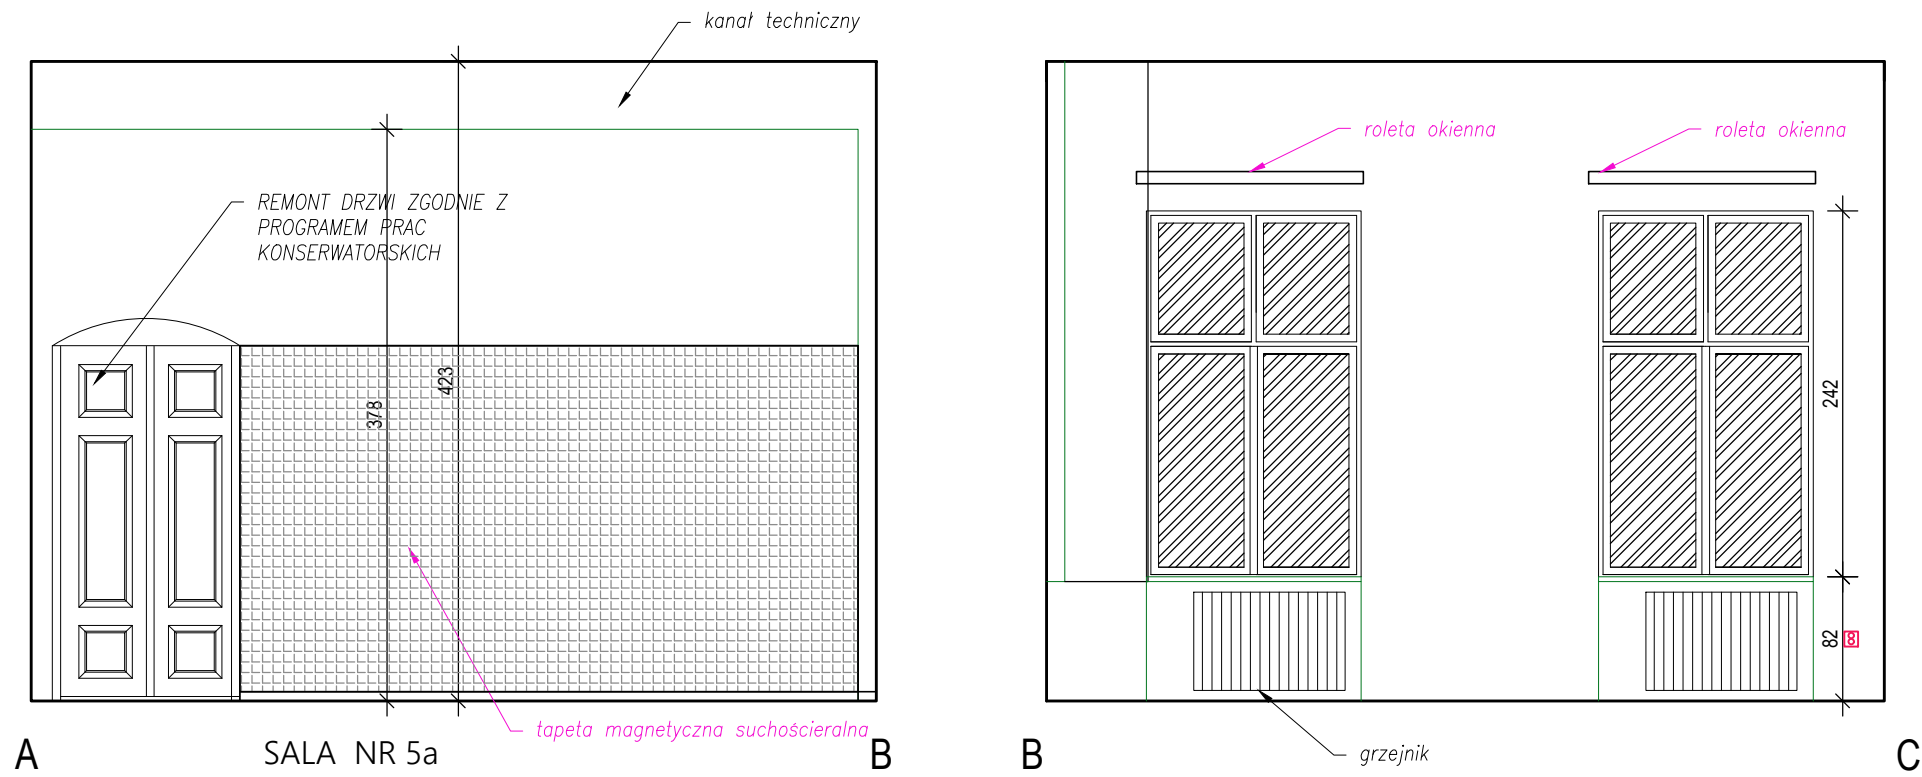 kanał techniczny
REMONT DRZWI ZGODNIE Z
PROGRAMEM PRAC
KONSERWATORSKICH
378
423
tapeta magnetyczna suchościeralna
A
SALA NR 5a
B
roleta okienna
roleta okienna
242
82
8
grzejnik
B
C